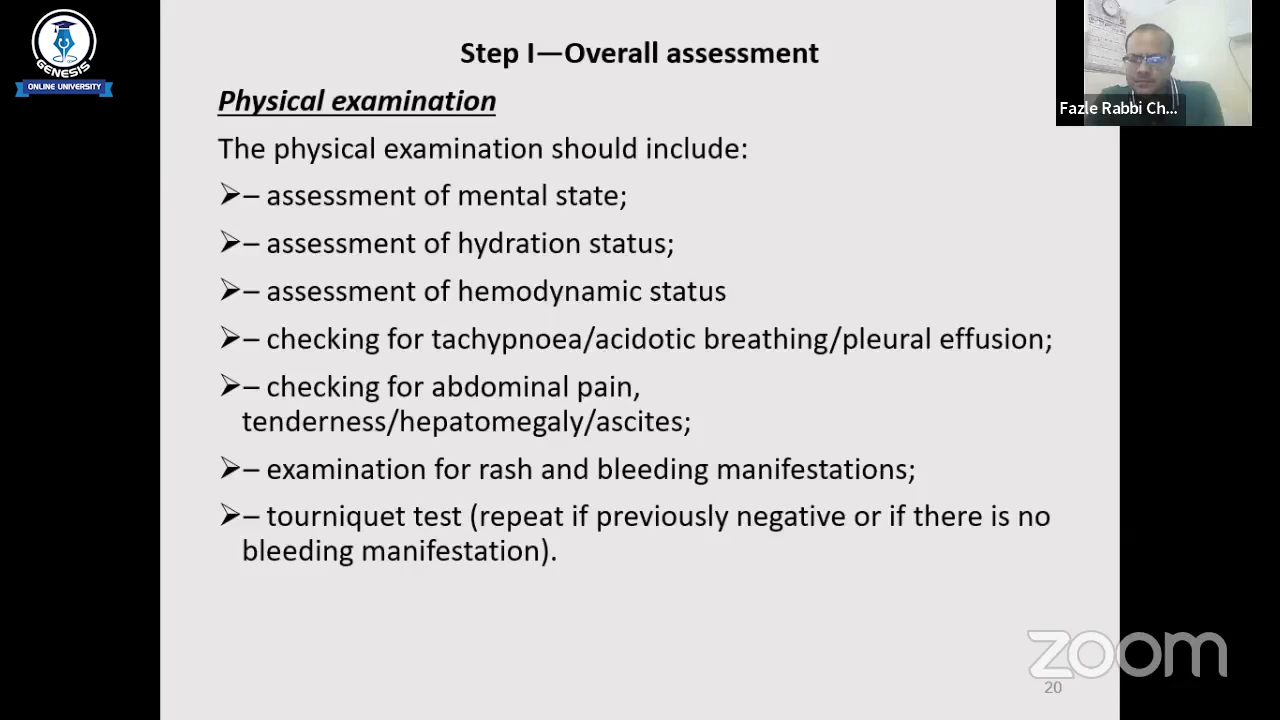 GENESIS
ONLINE UNIVERSITY
Step I—Overall assessment
Physical examination
The physical examination should include:
➢– assessment of mental state;
➢– assessment of hydration status;
➢– assessment of hemodynamic status
➢– checking for tachypnoea/acidotic breathing/pleural effusion;
➢– checking for abdominal pain,
tenderness/hepatomegaly/ascites;
➢– examination for rash and bleeding manifestations;
➢– tourniquet test (repeat if previously negative or if there is no
bleeding manifestation).
Fazle Rabbi Ch...
zoom
20